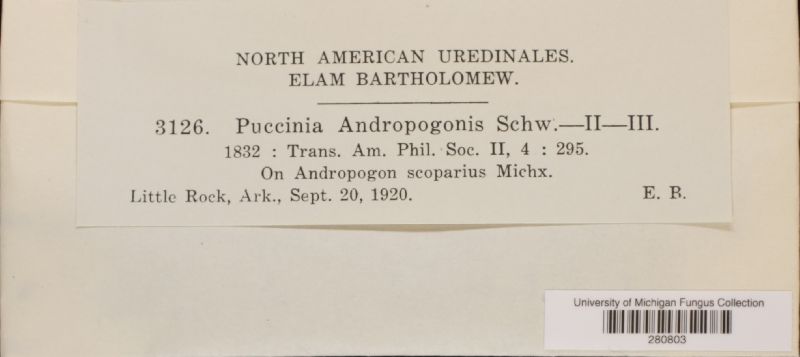 NORTH AMERICAN UREDINALES.
ELAM BARTHOLOMEW.
3126. Puccinia Andropogonis Schw.—II—III.
1832 : Trans. Am. Phil. Soc. II, 4 : 295.
On Andropogon scoparius Michx.
Little Rock, Ark., Sept. 20, 1920. E. B.
University of Michigan Fungus Collection
280803